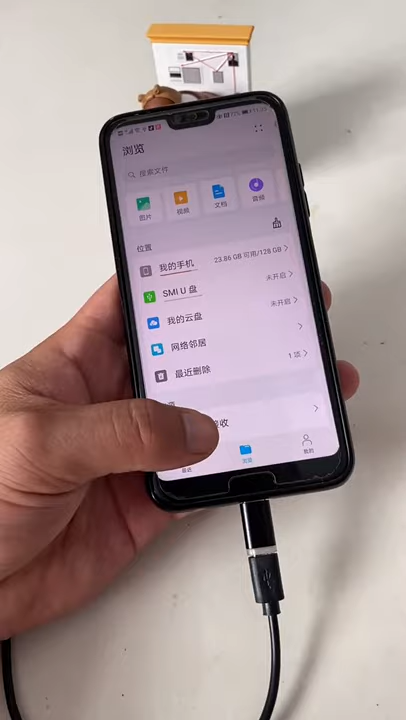 浏览
搜索文件
图片 视频 文档 音频
位置
我的手机 23.86 GB 可用/128 GB
SMI U 盘 未开启
我的云盘 未开启
网络邻居
最近删除 1 项
接收
最近 浏览 我的